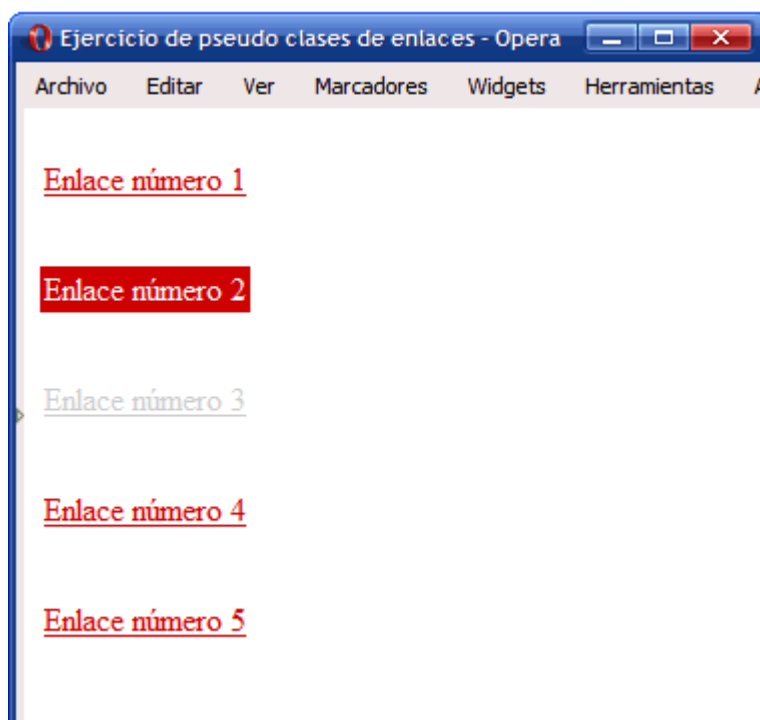 Ejercicio de pseudo clases de enlaces - Opera
Archivo Editar Ver Marcadores Widgets Herramientas
Enlace número 1
Enlace número 2
Enlace número 3
Enlace número 4
Enlace número 5